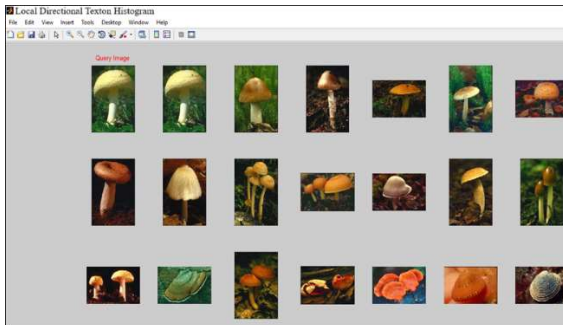 Local Directional Texton Histogram
File Edit View Insert Tools Desktop Window Help
Query Image